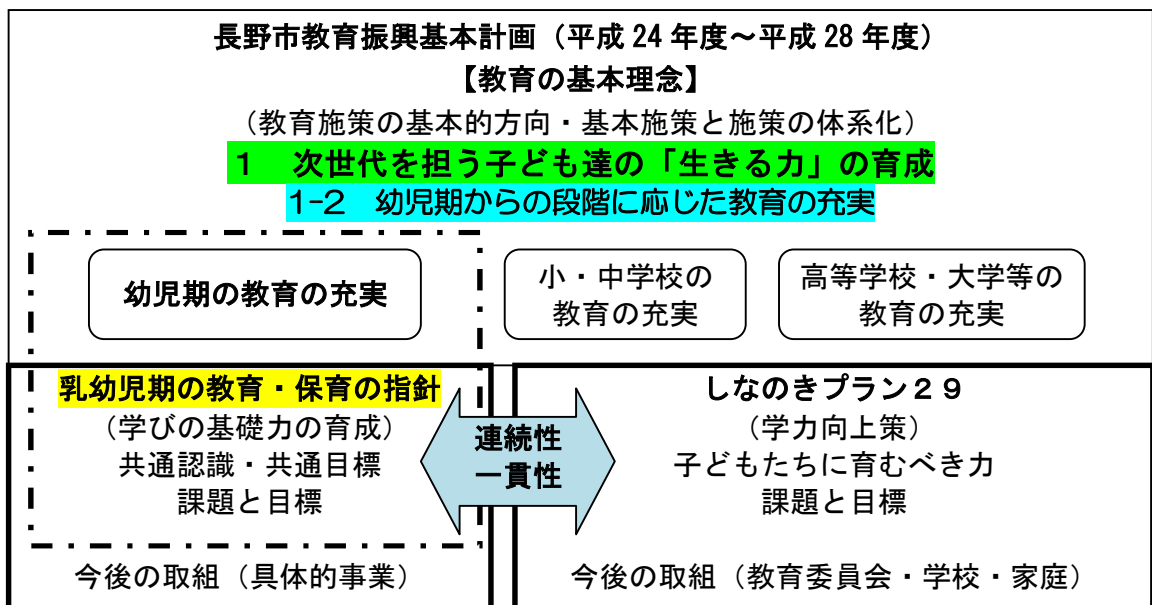 長野市教育振興基本計画（平成 24 年度～平成 28 年度）
【教育の基本理念】
（教育施策の基本的方向・基本施策と施策の体系化）
１　次世代を担う子ども達の「生きる力」の育成
1-2　幼児期からの段階に応じた教育の充実
幼児期の教育の充実
小・中学校の
教育の充実
高等学校・大学等の
教育の充実
乳幼児期の教育・保育の指針
（学びの基礎力の育成）
共通認識・共通目標
課題と目標
今後の取組（具体的事業）
連続性
一貫性
しなのきプラン２９
（学力向上策）
子どもたちに育むべき力
課題と目標
今後の取組（教育委員会・学校・家庭）